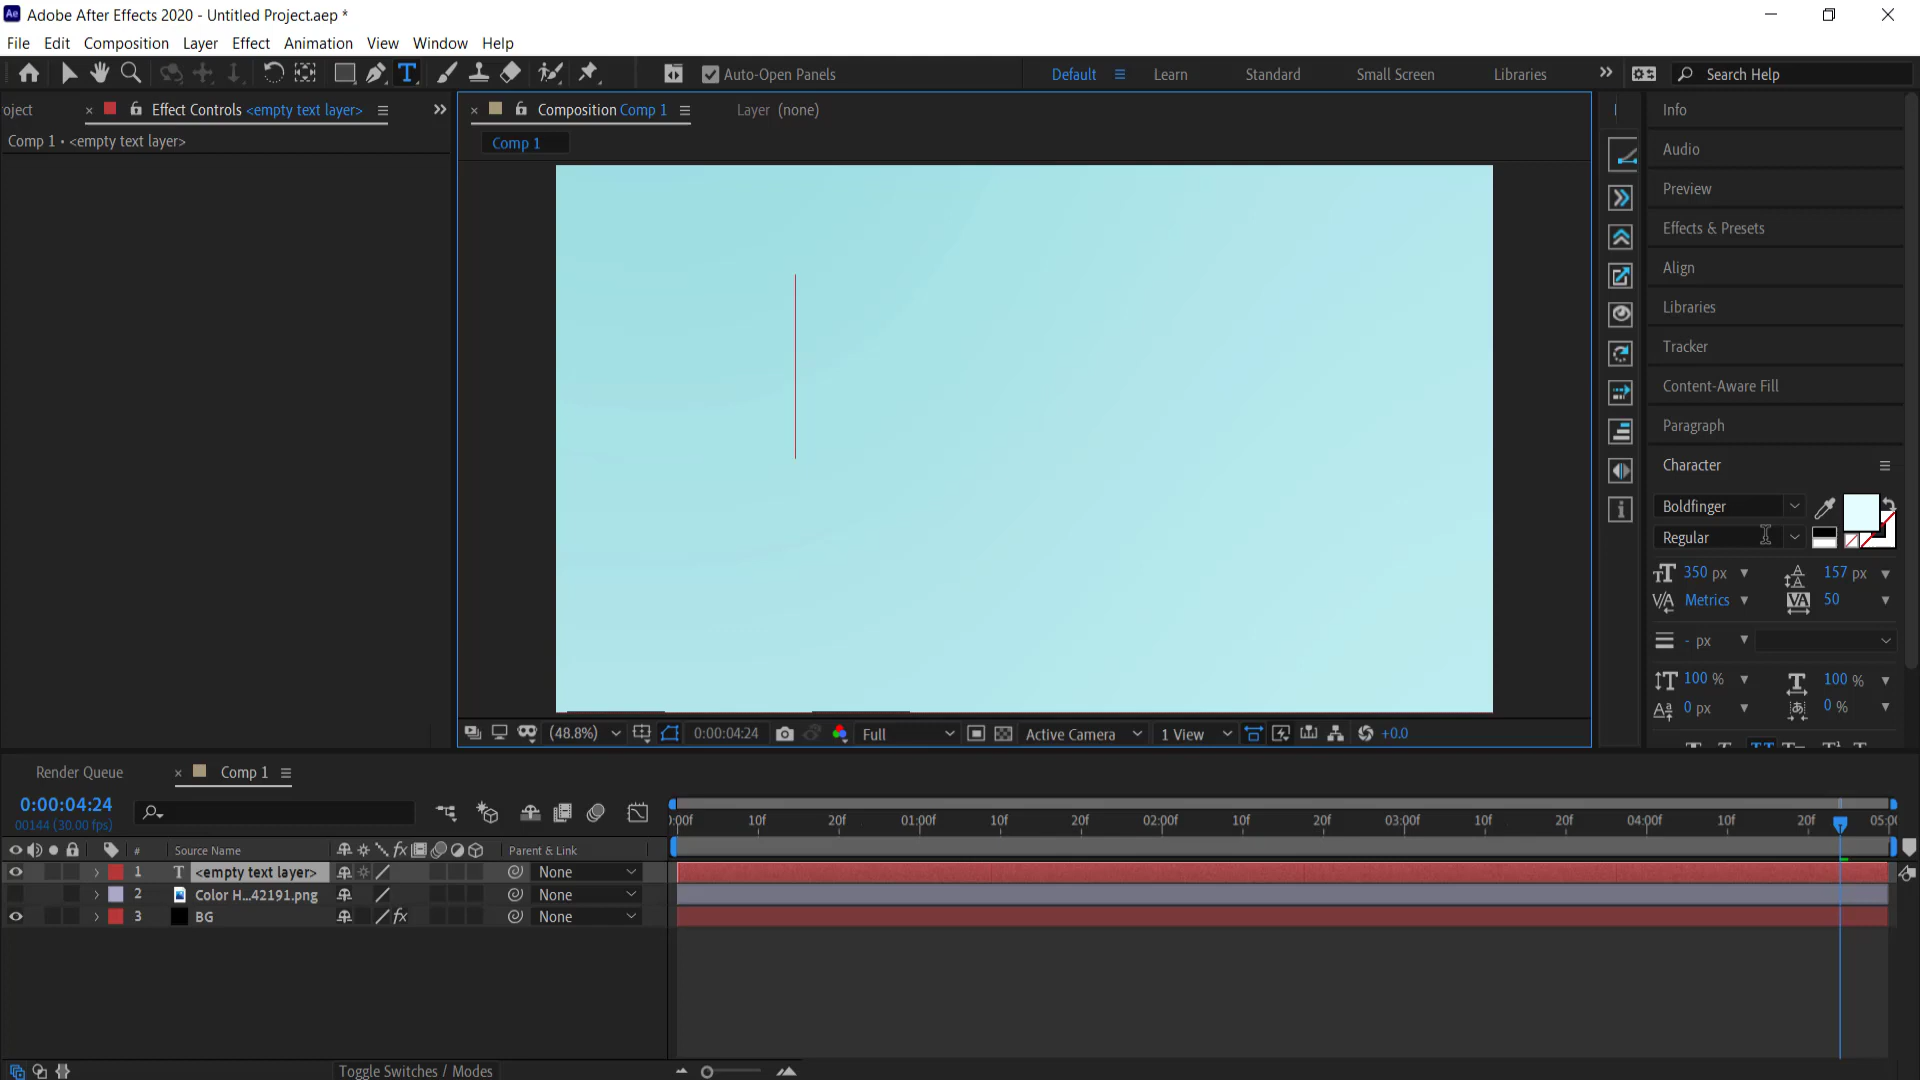 Adobe After Effects 2020 - Untitled Project.aep *
File Edit Composition Layer Effect Animation View Window Help
Auto-Open Panels Default Learn Standard Small Screen Libraries Search Help
oject Effect Controls <empty text layer> Composition Comp 1 Layer (none)
Comp 1 • <empty text layer>
Comp 1
Info
Audio
Preview
Effects & Presets
Align
Libraries
Tracker
Content-Aware Fill
Paragraph
Character
Boldfinger
Regular
350 px 157 px
Metrics 50
- px
100 % 100 %
0 px 0 %
(48.8%) 0:00:04:24 Full Active Camera 1 View +0.0
Render Queue Comp 1
0:00:04:24
00144 (30.00 fps)
:00f 10f 20f 01:00f 10f 20f 02:00f 10f 20f 03:00f 10f 20f 04:00f 10f 20f 05:00
# Source Name Parent & Link
1 T <empty text layer> None
2 Color H...42191.png None
3 BG fx None
Toggle Switches / Modes